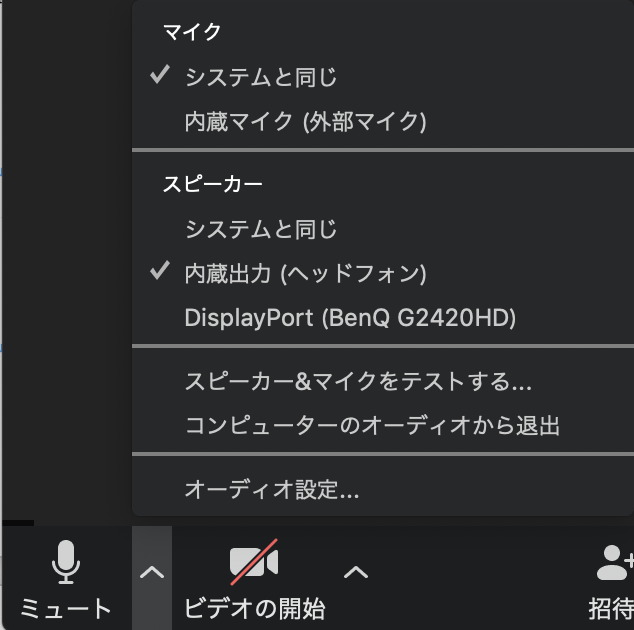 マイク
システムと同じ
内蔵マイク (外部マイク)
スピーカー
システムと同じ
内蔵出力 (ヘッドフォン)
DisplayPort (BenQ G2420HD)
スピーカー&マイクをテストする...
コンピューターのオーディオから退出
オーディオ設定...
ミュート
ビデオの開始
招待